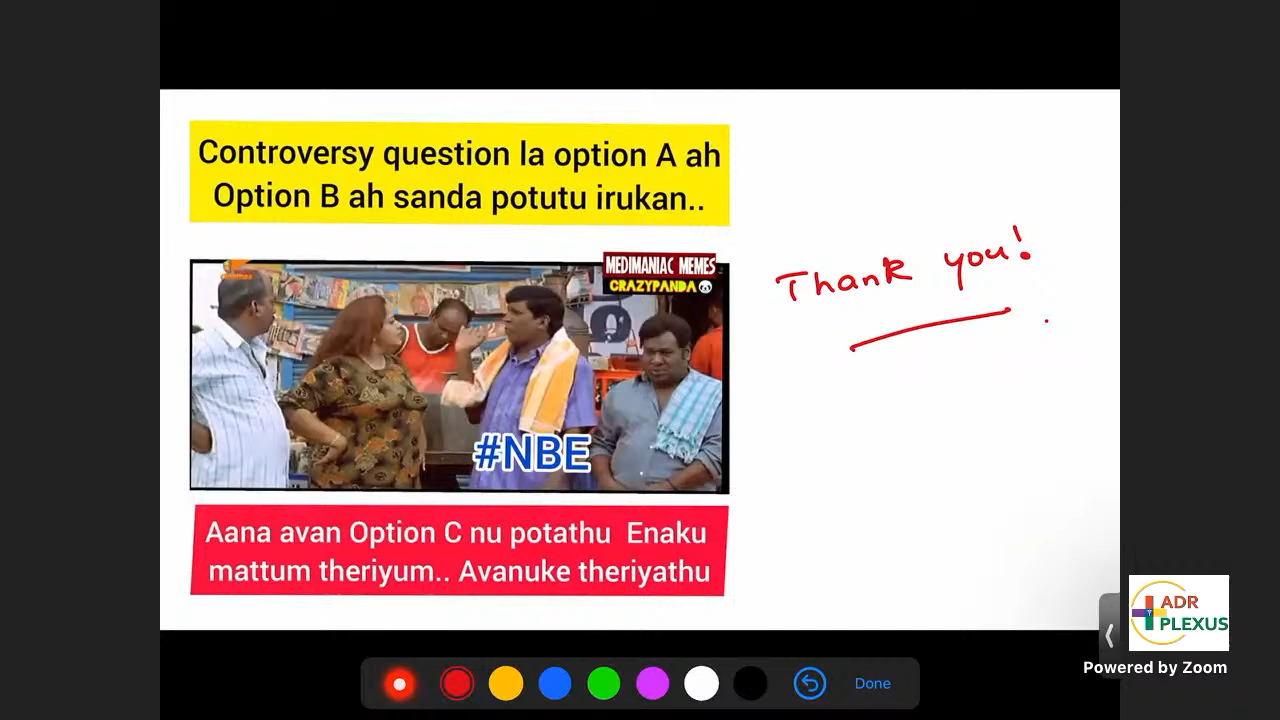 Controversy question la option A ah
Option B ah sanda potutu irukan..
MEDIMANIAC MEMES
CRAZYPANDA
#NBE
Aana avan Option C nu potathu Enaku
mattum theriyum.. Avanuke theriyathu
Thank you!
ADR
PLEXUS
Powered by Zoom
Done